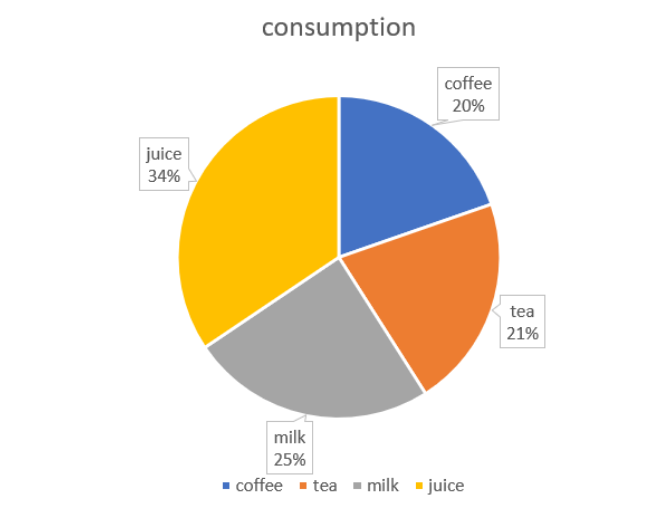 consumption
coffee
20%
juice
34%
tea
21%
milk
25%
coffee tea milk juice